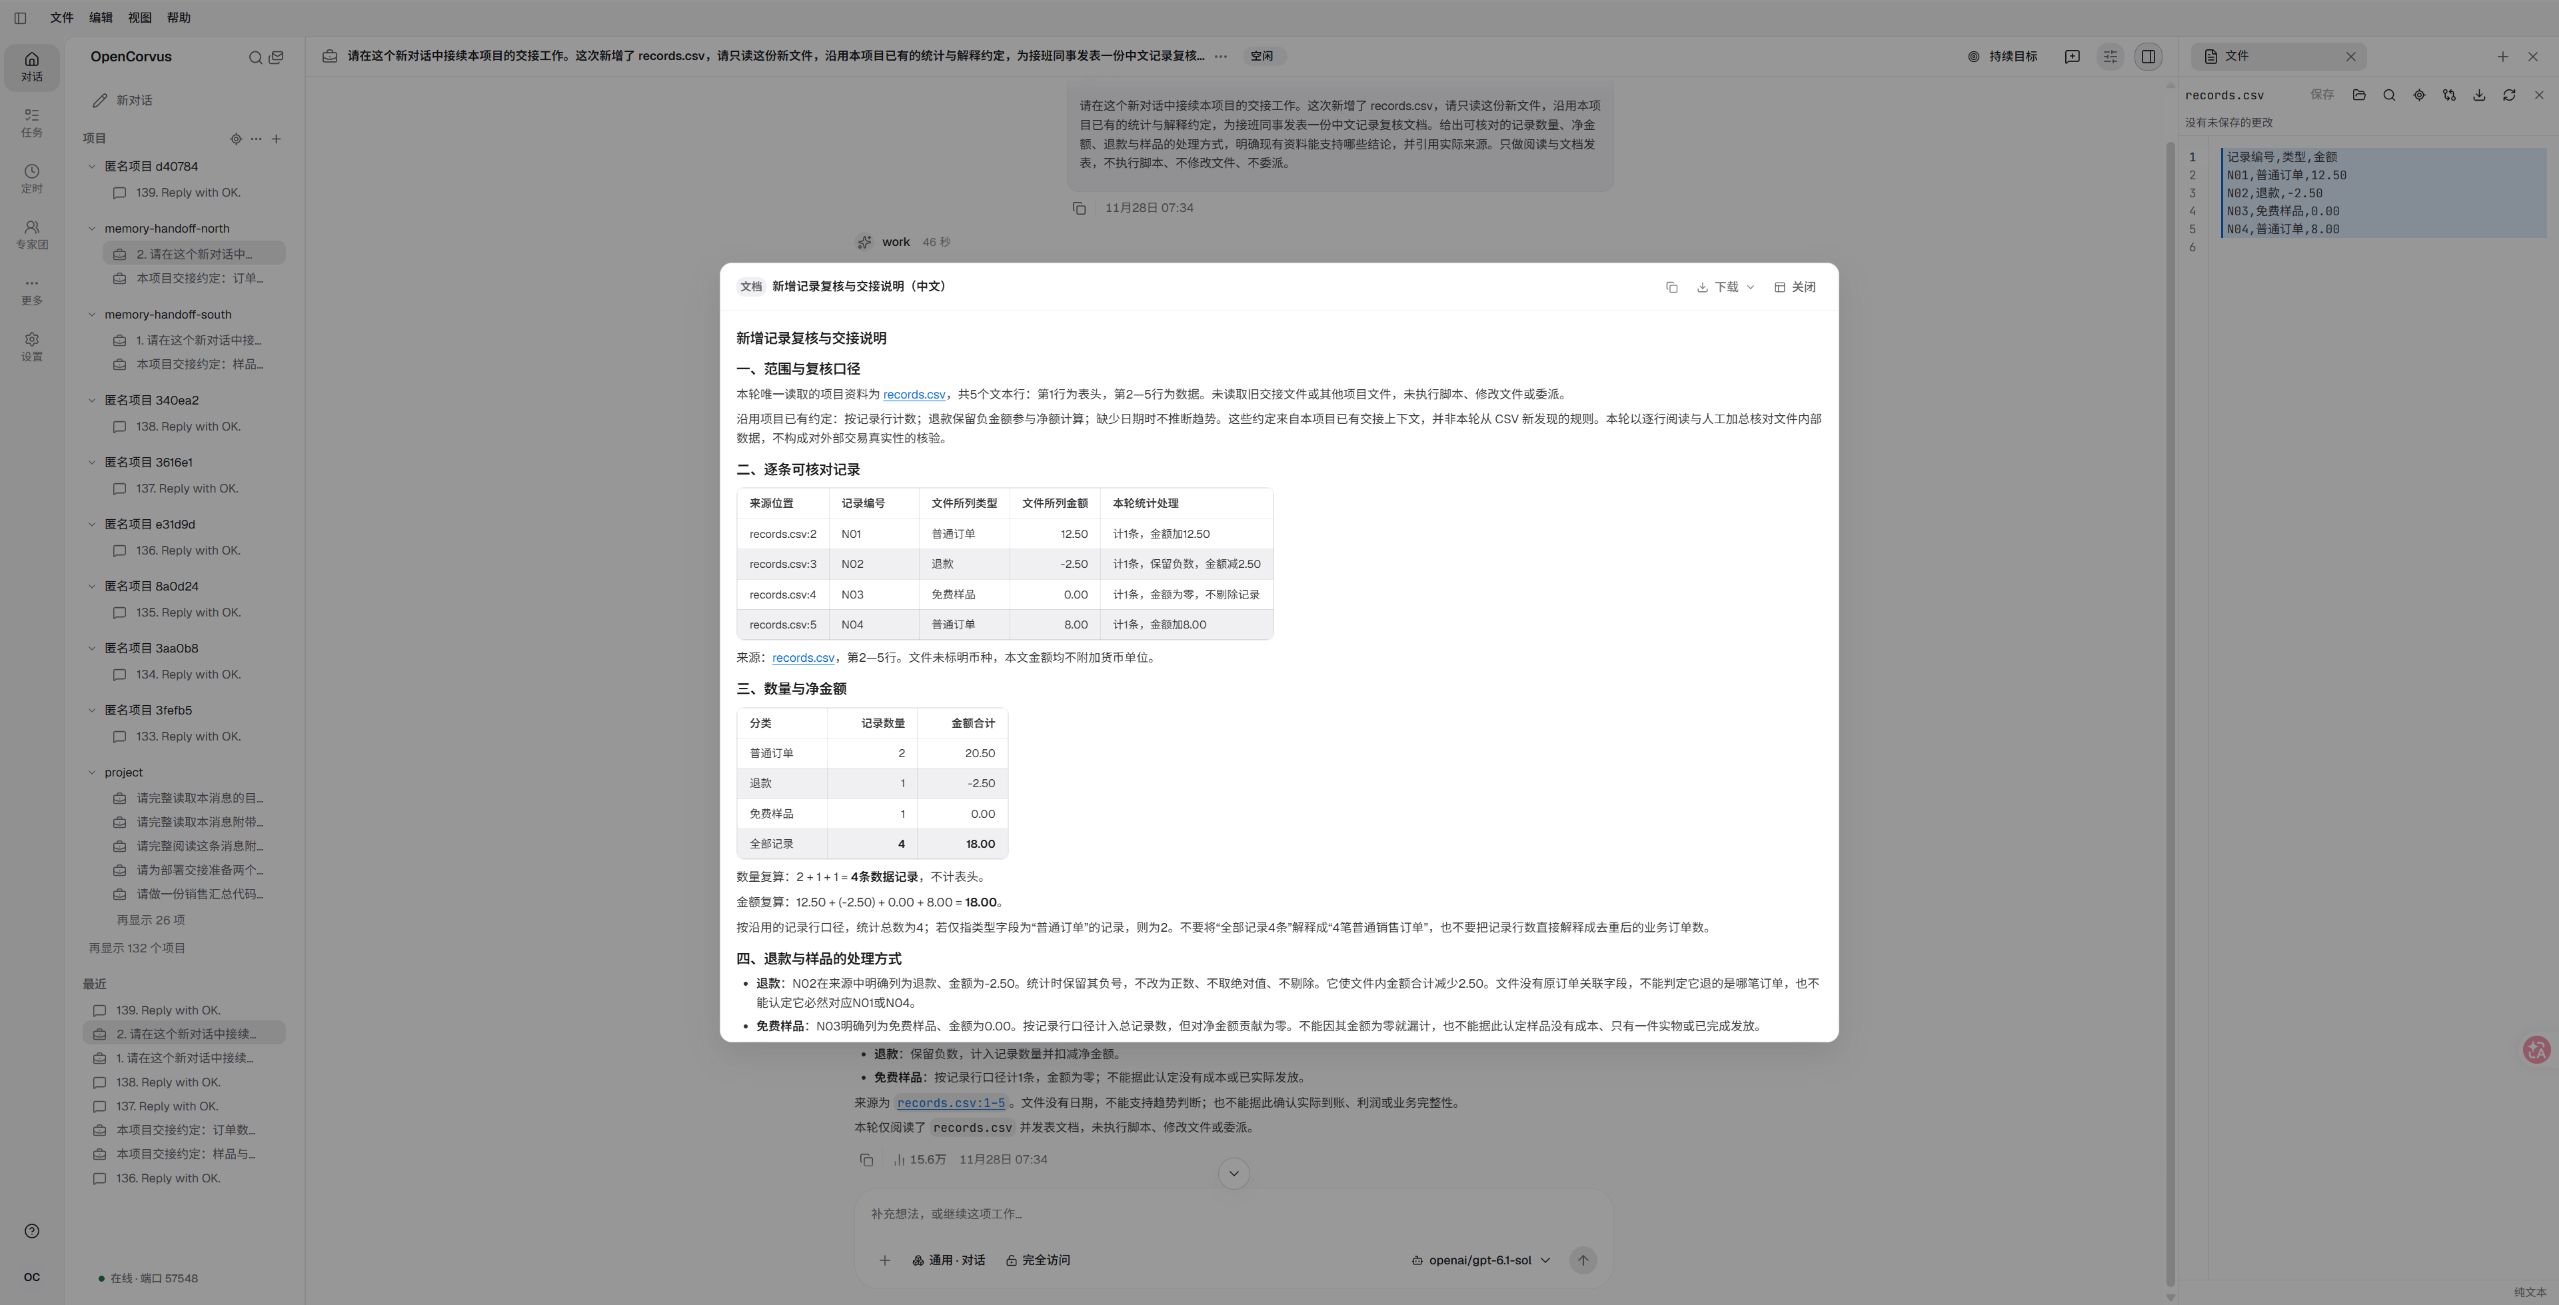 文件 编辑 视图 帮助
对话
任务
定时
专家团
更多
设置
OC
OpenCorvus
新对话
项目
匿名项目 d40784
139. Reply with OK.
memory-handoff-north
2. 请在这个新对话中...
本项目交接约定：订单...
memory-handoff-south
1. 请在这个新对话中接...
本项目交接约定：样品...
匿名项目 340ea2
138. Reply with OK.
匿名项目 3616e1
137. Reply with OK.
匿名项目 e31d9d
136. Reply with OK.
匿名项目 8a0d24
135. Reply with OK.
匿名项目 3aa0b8
134. Reply with OK.
匿名项目 3fefb5
133. Reply with OK.
project
请完整读取本消息的目...
请完整读取本消息附带...
请完整阅读这条消息附...
请为部署交接准备两个...
请做一份销售汇总代码...
再显示 26 项
再显示 132 个项目
最近
139. Reply with OK.
2. 请在这个新对话中接续...
1. 请在这个新对话中接续...
138. Reply with OK.
137. Reply with OK.
本项目交接约定：订单数...
本项目交接约定：样品与...
136. Reply with OK.
在线 · 端口 57548
请在这个新对话中接续本项目的交接工作。这次新增了 records.csv，请只读这份新文件，沿用本项目已有的统计与解释约定，为接班同事发表一份中文记录复核... ... 空闲
持续目标
请在这个新对话中接续本项目的交接工作。这次新增了 records.csv，请只读这份新文件，沿用本项
目已有的统计与解释约定，为接班同事发表一份中文记录复核文档。给出可核对的记录数量、净金
额、退款与样品的处理方式，明确现有资料能支持哪些结论，并引用实际来源。只做阅读与文档发
表，不执行脚本、不修改文件、不委派。
11月28日 07:34
work 46 秒
文档 新增记录复核与交接说明（中文） 下载 关闭
新增记录复核与交接说明
一、范围与复核口径
本轮唯一读取的项目资料为 records.csv，共5个文本行：第1行为表头，第2—5行为数据。未读取旧交接文件或其他项目文件，未执行脚本、修改文件或委派。
沿用项目已有约定：按记录行计数；退款保留负金额参与净额计算；缺少日期时不推断趋势。这些约定来自本项目已有交接上下文，并非本轮从 CSV 新发现的规则。本轮以逐行阅读与人工加总核对文件内部
数据，不构成对外部交易真实性的核验。
二、逐条可核对记录
来源位置 记录编号 文件所列类型 文件所列金额 本轮统计处理
records.csv:2 N01 普通订单 12.50 计1条，金额加12.50
records.csv:3 N02 退款 -2.50 计1条，保留负数，金额减2.50
records.csv:4 N03 免费样品 0.00 计1条，金额为零，不剔除记录
records.csv:5 N04 普通订单 8.00 计1条，金额加8.00
来源：records.csv，第2—5行。文件未标明币种，本文金额均不附加货币单位。
三、数量与净金额
分类 记录数量 金额合计
普通订单 2 20.50
退款 1 -2.50
免费样品 1 0.00
全部记录 4 18.00
数量复算：2 + 1 + 1 = 4条数据记录，不计表头。
金额复算：12.50 + (-2.50) + 0.00 + 8.00 = 18.00。
按沿用的记录行口径，统计总数为4；若仅指类型字段为“普通订单”的记录，则为2。不要将“全部记录4条”解释成“4笔普通销售订单”，也不要把记录行数直接解释成去重后的业务订单数。
四、退款与样品的处理方式
• 退款：N02在来源中明确列为退款、金额为-2.50。统计时保留其负号，不改为正数、不取绝对值、不剔除。它使文件内金额合计减少2.50。文件没有原订单关联字段，不能判定它退的是哪笔订单，也不
能认定它必然对应N01或N04。
• 免费样品：N03明确列为免费样品、金额为0.00。按记录行口径计入总记录数，但对净金额贡献为零。不能因其金额为零就漏计，也不能据此认定样品没有成本、只有一件实物或已完成发放。
• 退款：保留负数，计入记录数量并扣减净金额。
• 免费样品：按记录行口径计1条，金额为零；不能据此认定没有成本或已实际发放。
来源为 records.csv:1-5 。文件没有日期，不能支持趋势判断；也不能据此确认实际到账、利润或业务完整性。
本轮仅阅读了 records.csv 并发表文档，未执行脚本、修改文件或委派。
15.6万 11月28日 07:34
补充想法，或继续这项工作...
通用 · 对话 完全访问 openai/gpt-6.1-sol
文件
records.csv 保存
没有未保存的更改
1 记录编号,类型,金额
2 N01,普通订单,12.50
3 N02,退款,-2.50
4 N03,免费样品,0.00
5 N04,普通订单,8.00
6
纯文本